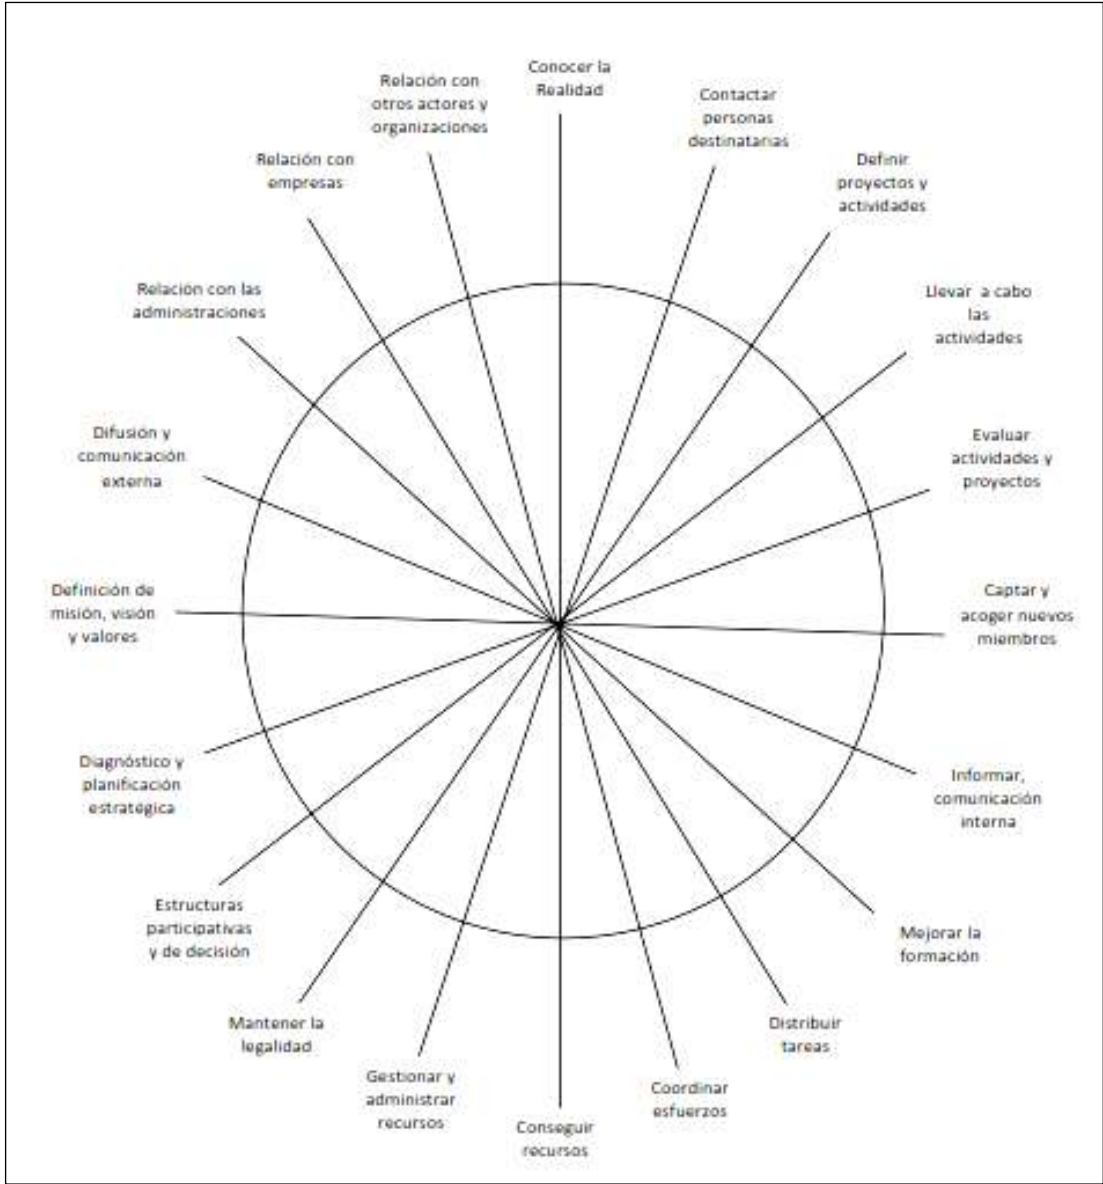 Conocer la
Realidad
Contactar
personas
destinatarias
Definir
proyectos y
actividades
Llevar a cabo
las
actividades
Evaluar
actividades y
proyectos
Captar y
acoger nuevos
miembros
Informar,
comunicación
interna
Mejorar la
formación
Distribuir
tareas
Coordinar
esfuerzos
Conseguir
recursos
Gestionar y
administrar
recursos
Mantener la
legalidad
Estructuras
participativas
y de decisión
Diagnóstico y
planificación
estratégica
Definición de
misión, visión
y valores
Difusión y
comunicación
externa
Relación con las
administraciones
Relación con
empresas
Relación con
otros actores y
organizaciones